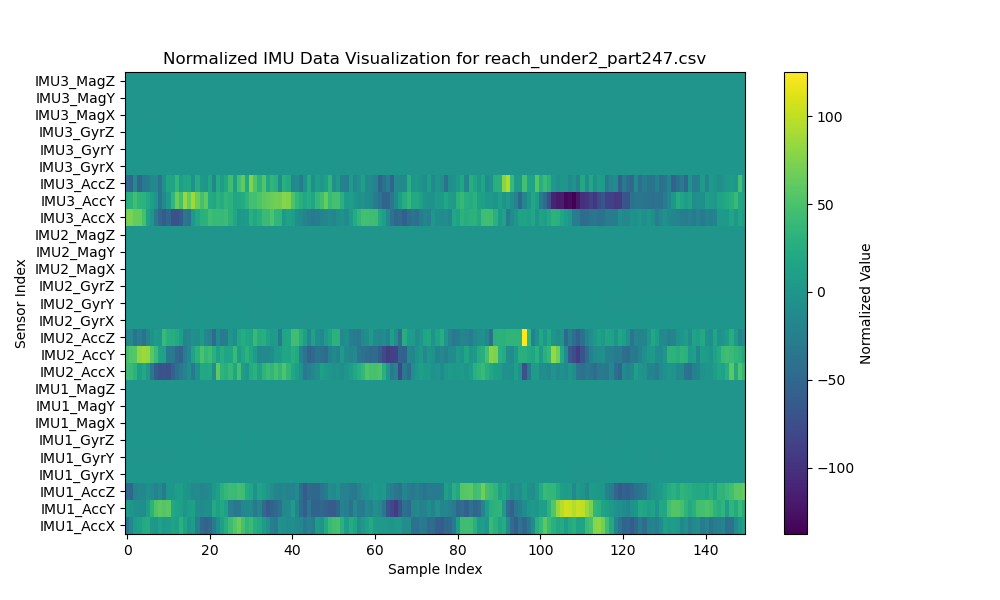 Normalized IMU Data Visualization for reach_under2_part247.csv
IMU3_MagZ
IMU3_MagY
IMU3_MagX
IMU3_GyrZ
IMU3_GyrY
IMU3_GyrX
IMU3_AccZ
IMU3_AccY
IMU3_AccX
IMU2_MagZ
IMU2_MagY
IMU2_MagX
IMU2_GyrZ
IMU2_GyrY
IMU2_GyrX
IMU2_AccZ
IMU2_AccY
IMU2_AccX
IMU1_MagZ
IMU1_MagY
IMU1_MagX
IMU1_GyrZ
IMU1_GyrY
IMU1_GyrX
IMU1_AccZ
IMU1_AccY
IMU1_AccX
Sensor Index
0 20 40 60 80 100 120 140
Sample Index
100
50
0
−50
−100
Normalized Value